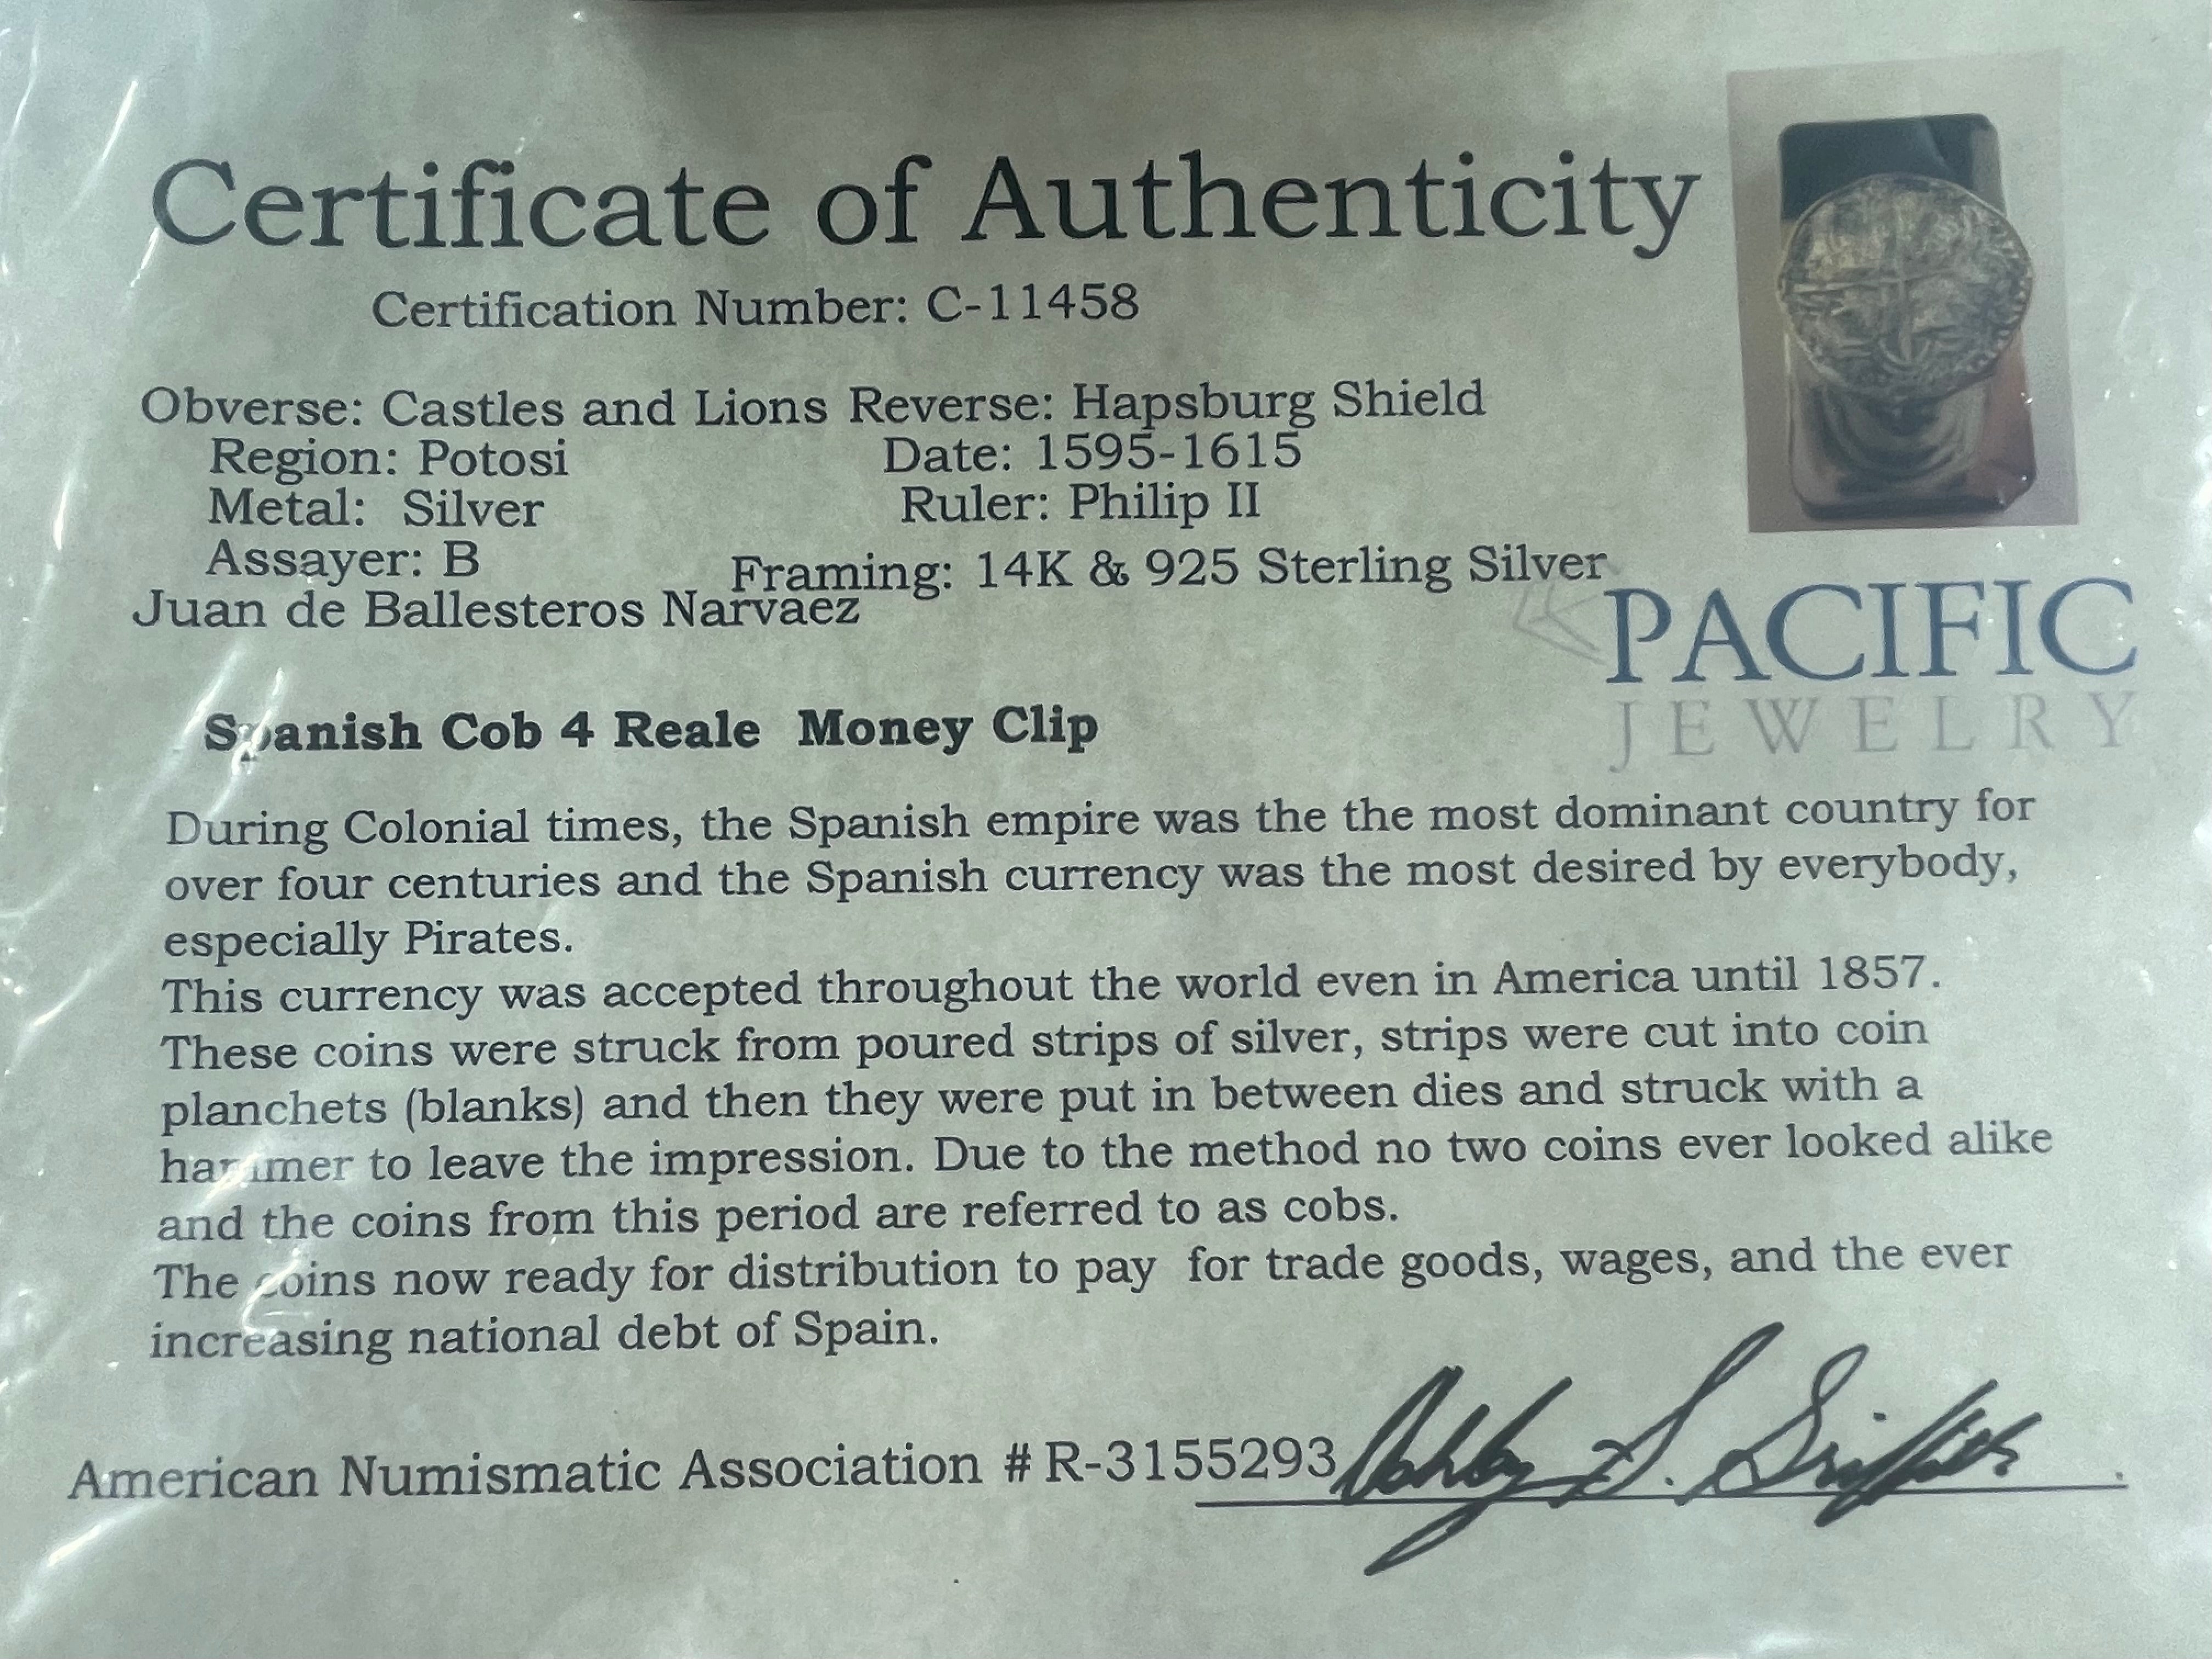 Certificate of Authenticity
Certification Number: C-11458
Obverse: Castles and Lions Reverse: Hapsburg Shield
Region: Potosi Date: 1595-1615
Metal: Silver Ruler: Philip II
Assayer: B Framing: 14K & 925 Sterling Silver
Juan de Ballesteros Narvaez
PACIFIC
JEWELRY
Spanish Cob 4 Reale Money Clip
During Colonial times, the Spanish empire was the the most dominant country for
over four centuries and the Spanish currency was the most desired by everybody,
especially Pirates.
This currency was accepted throughout the world even in America until 1857.
These coins were struck from poured strips of silver, strips were cut into coin
planchets (blanks) and then they were put in between dies and struck with a
hammer to leave the impression. Due to the method no two coins ever looked alike
and the coins from this period are referred to as cobs.
The coins now ready for distribution to pay for trade goods, wages, and the ever
increasing national debt of Spain.
American Numismatic Association # R-3155293